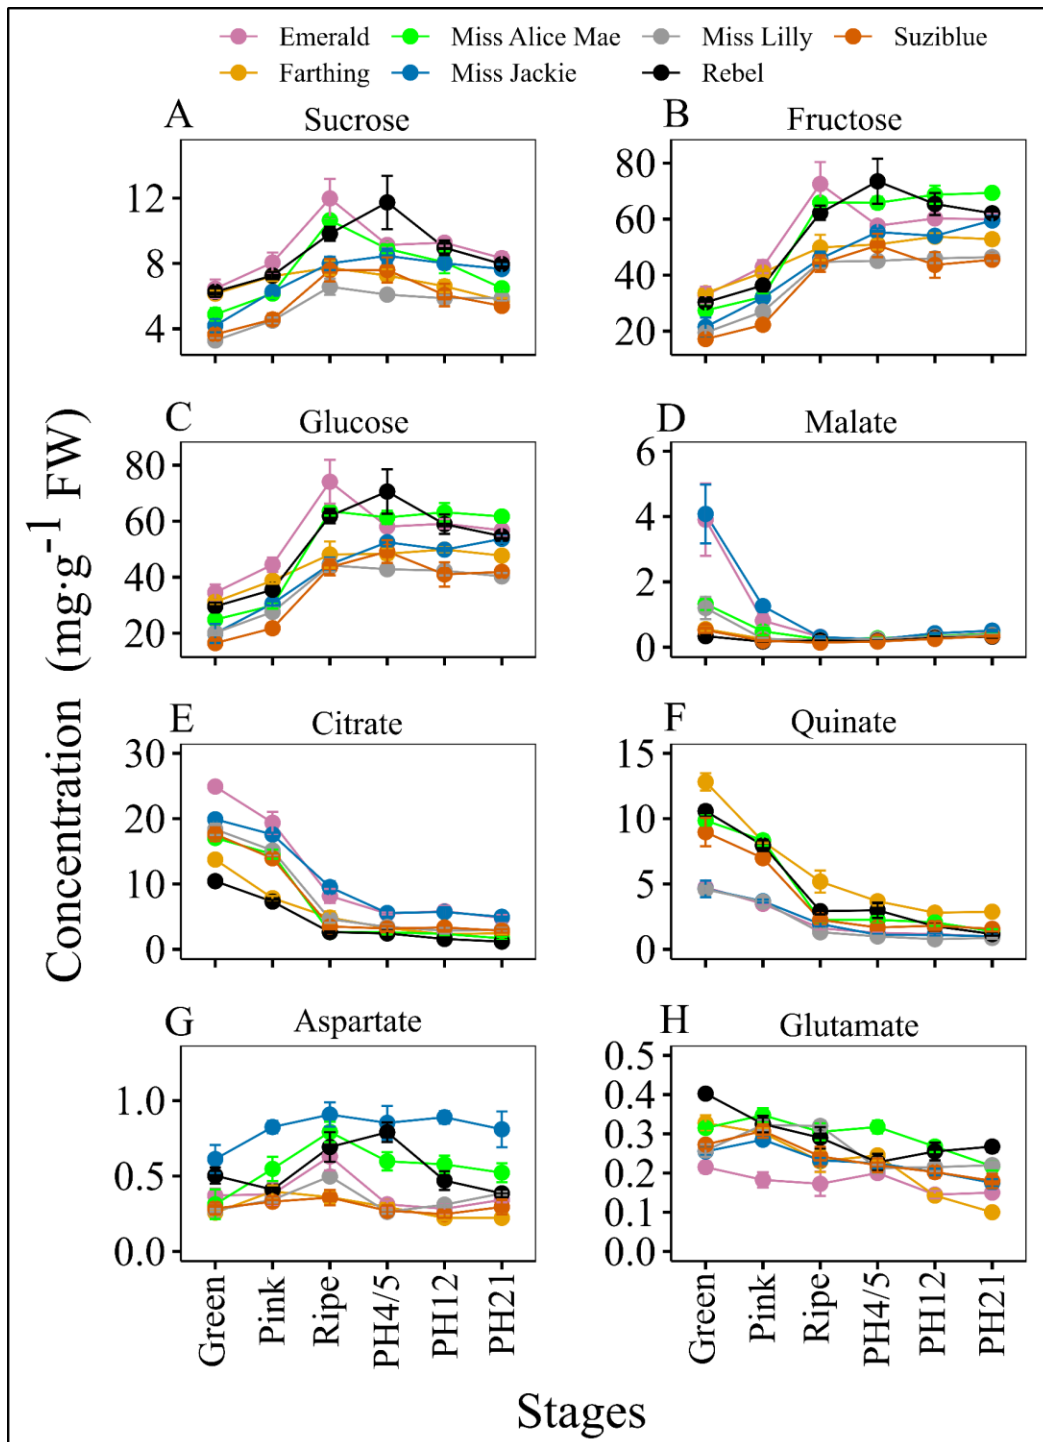 Emerald Miss Alice Mae Miss Lilly Suziblue
Farthing Miss Jackie Rebel
A Sucrose
12
8
4
B Fructose
80
60
40
20
C Glucose
80
60
40
20
D Malate
6
4
2
0
E Citrate
30
20
10
0
F Quinate
15
10
5
0
G Aspartate
1.0
0.5
0.0
H Glutamate
0.5
0.4
0.3
0.2
0.1
0.0
Concentration (mg·g⁻¹ FW)
Green Pink Ripe PH4/5 PH12 PH21
Green Pink Ripe PH4/5 PH12 PH21
Stages